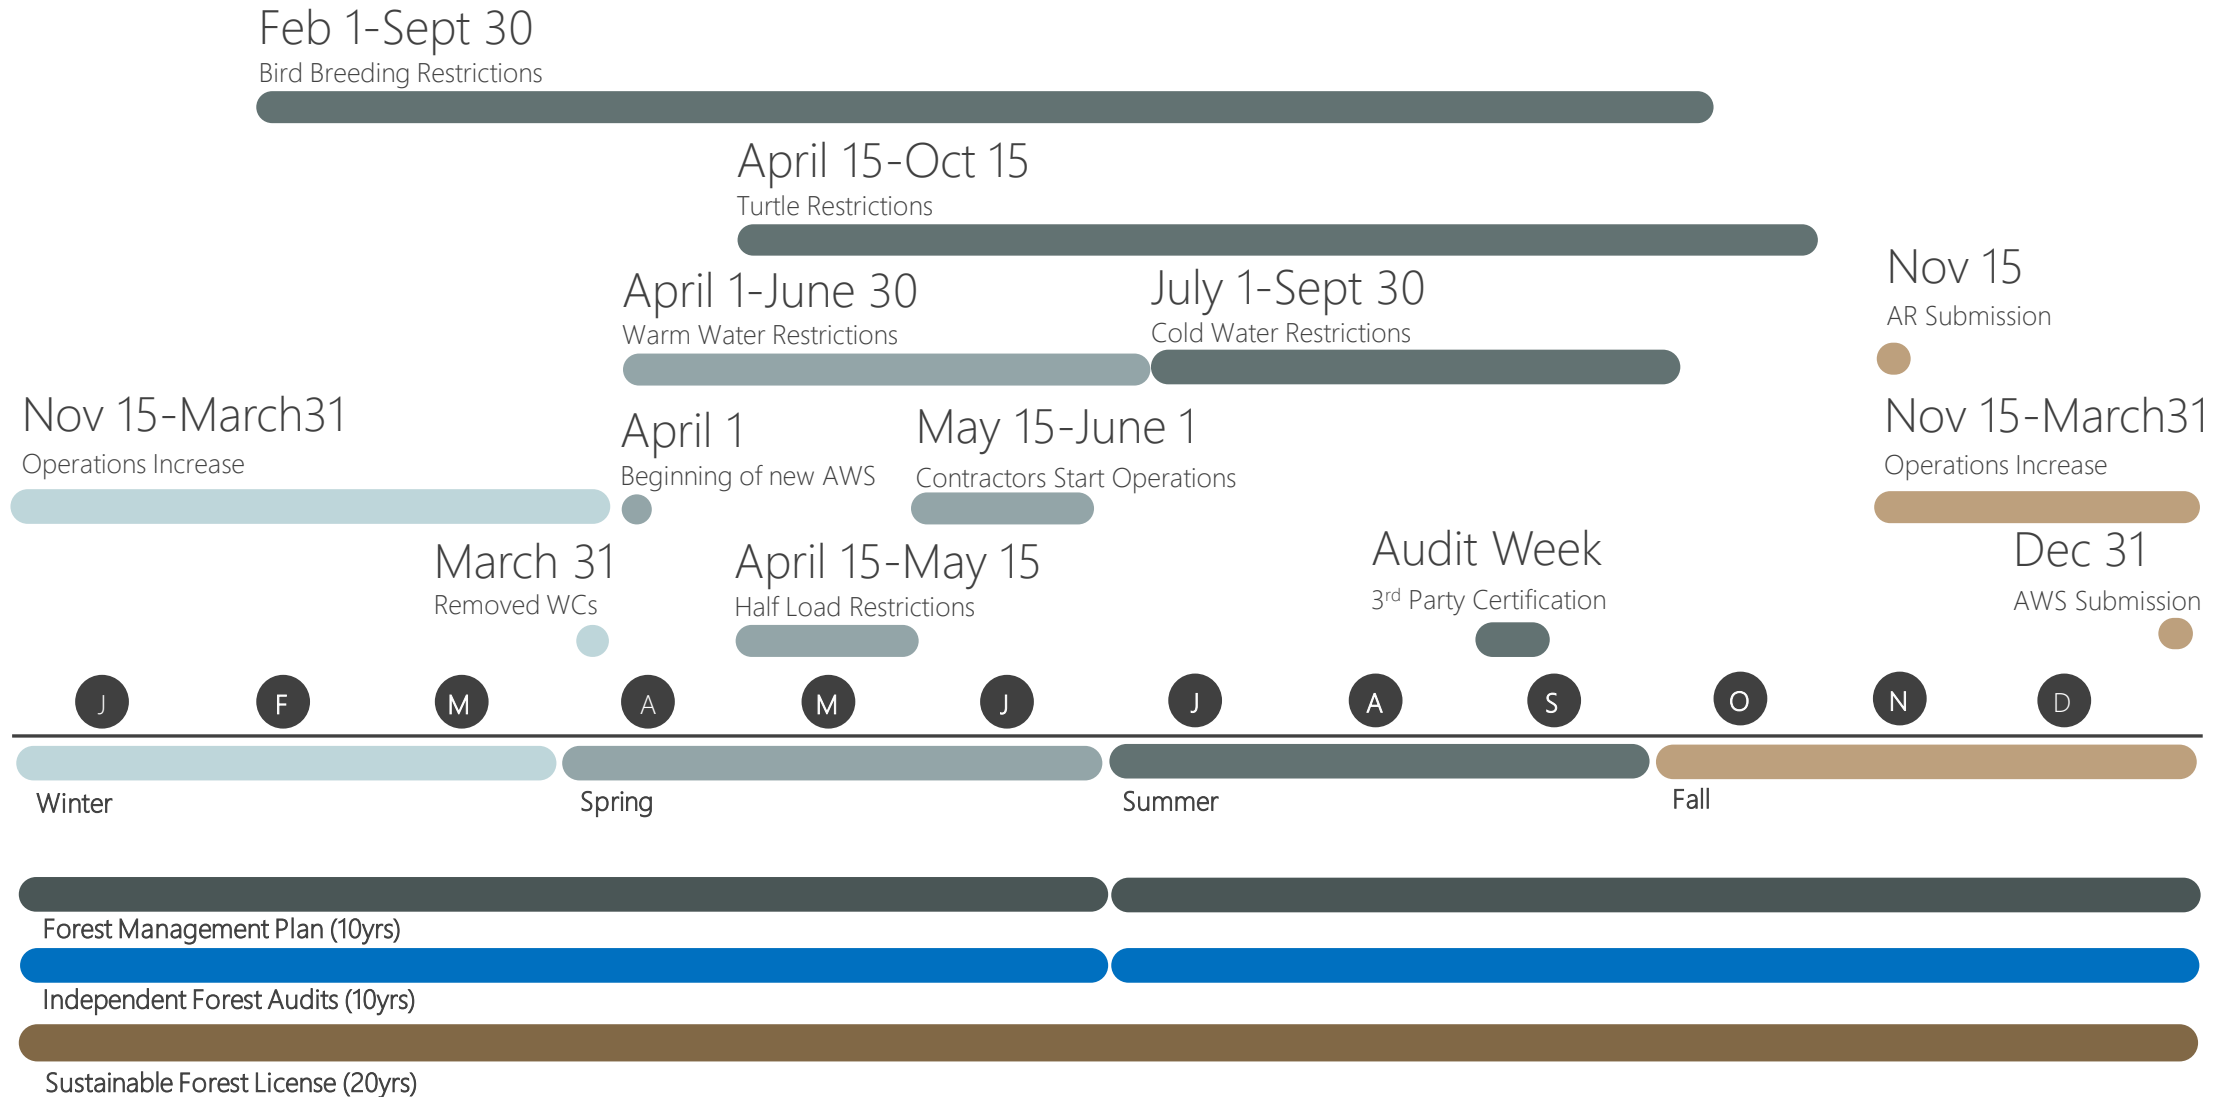 Feb 1-Sept 30
Bird Breeding Restrictions
April 15-Oct 15
Turtle Restrictions
April 1-June 30
Warm Water Restrictions
July 1-Sept 30
Cold Water Restrictions
Nov 15
AR Submission
Nov 15-March31
Operations Increase
April 1
Beginning of new AWS
May 15-June 1
Contractors Start Operations
Nov 15-March31
Operations Increase
March 31
Removed WCs
April 15-May 15
Half Load Restrictions
Audit Week
3rd Party Certification
Dec 31
AWS Submission
J F M A M J J A S O N D
Winter
Spring
Summer
Fall
Forest Management Plan (10yrs)
Independent Forest Audits (10yrs)
Sustainable Forest License (20yrs)